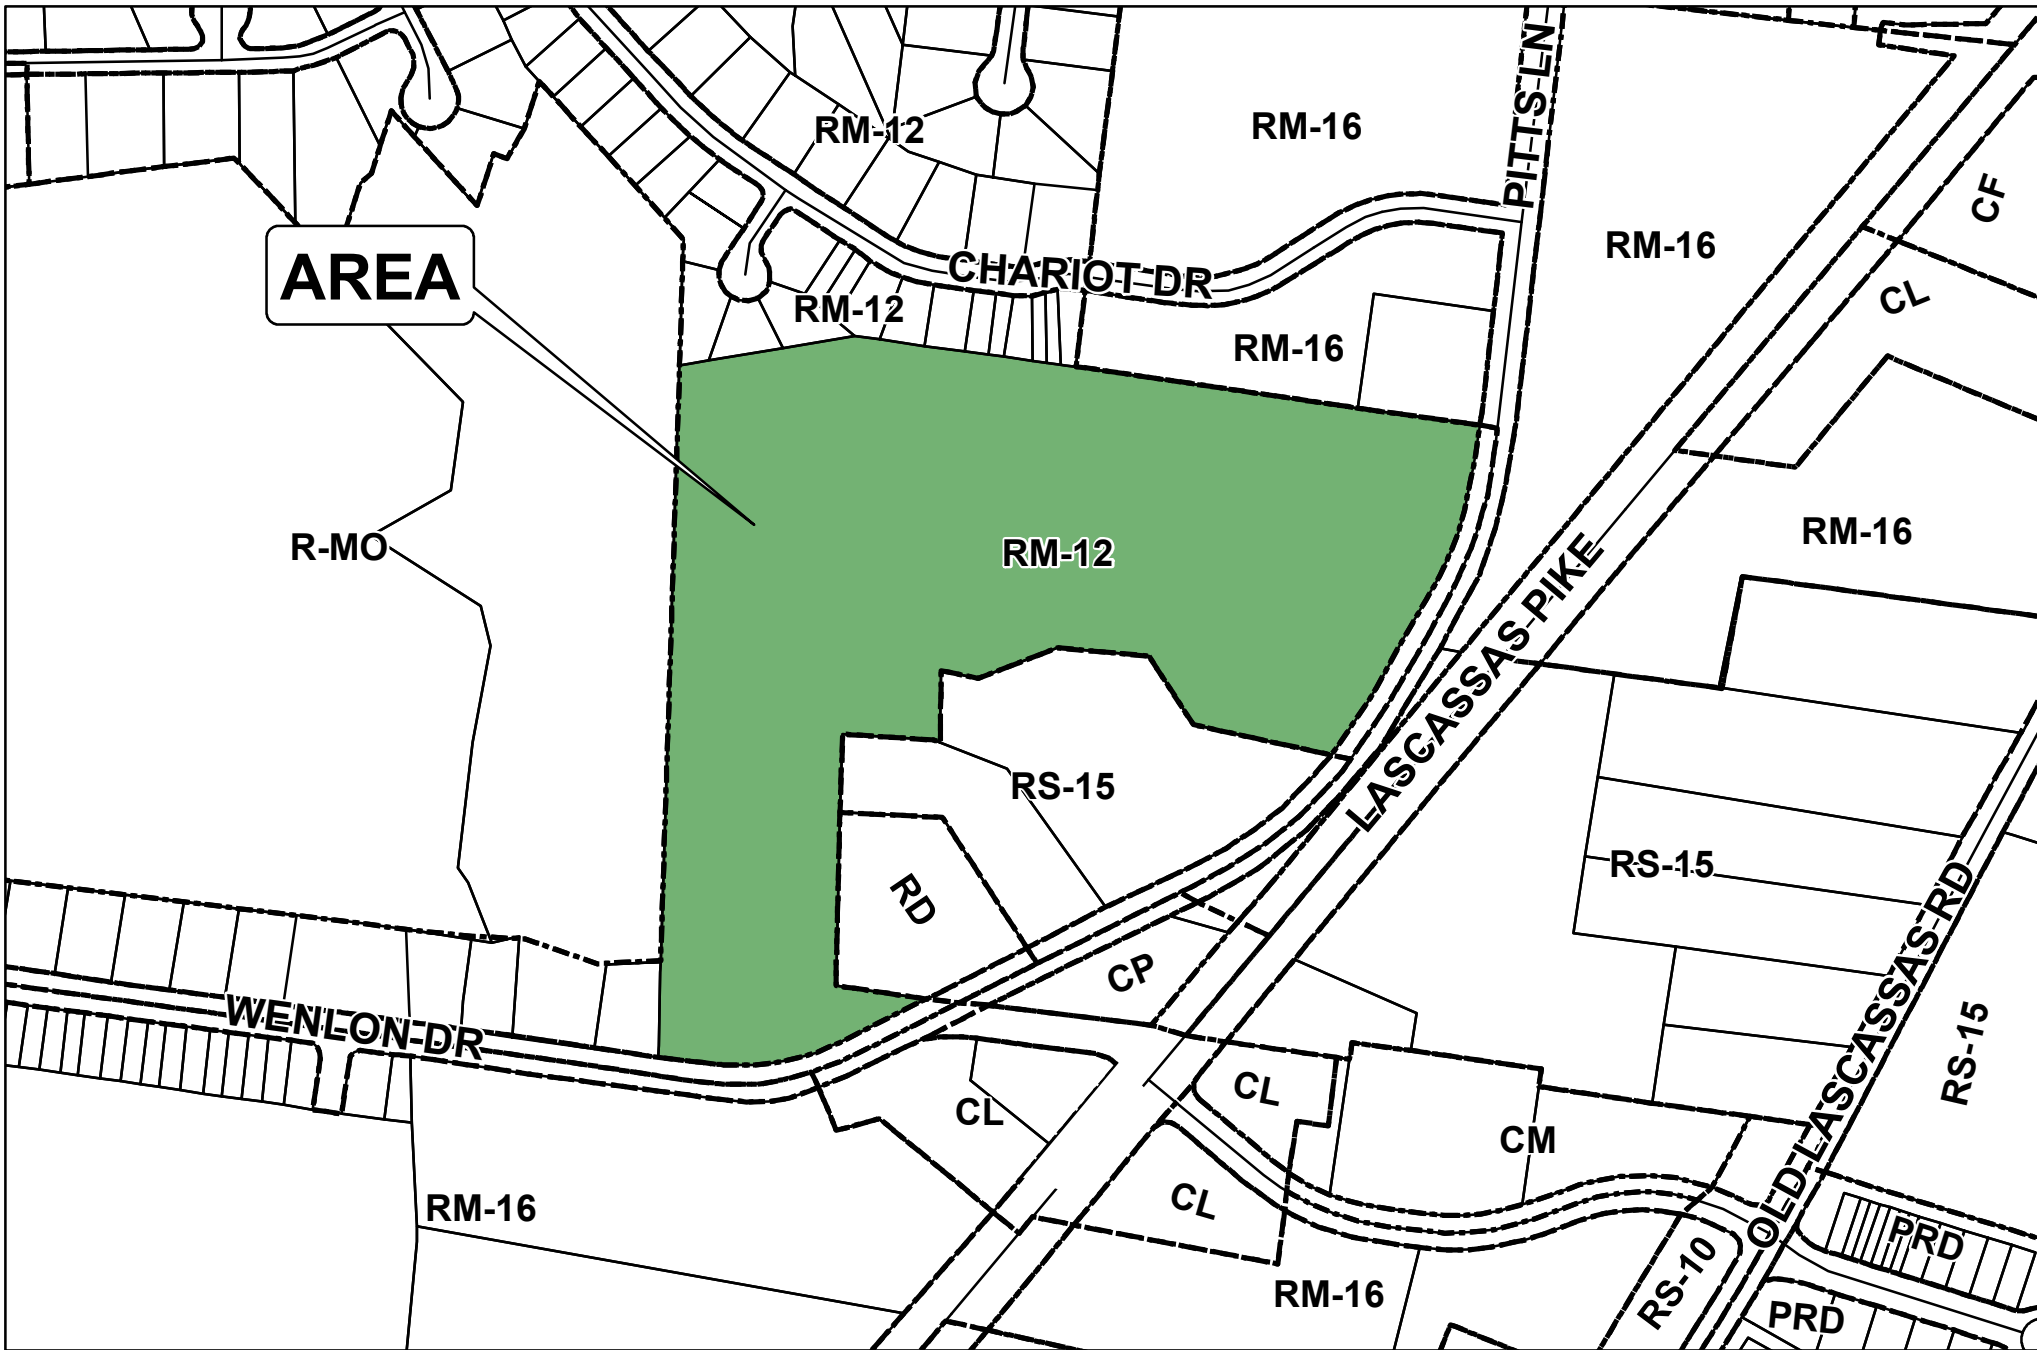 RM-12
RM-16
PITTS LN
CF
RM-16
AREA
CHARIOT DR
CL
RM-12
RM-16
R-MO
RM-12
RM-16
LASCASSAS PIKE
RS-15
RS-15
RD
OLD LASCASSAS RD
CP
WENLON DR
RS-15
CL
CL
CM
RM-16
CL
PRD
RS-10
RM-16
PRD